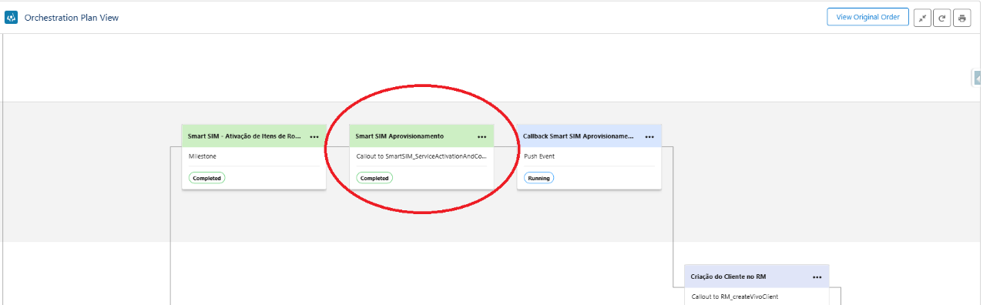 Orchestration Plan View
View Original Order
Smart SIM - Ativação de Itens de Ro...
Milestone
Completed
Smart SIM Aprovisionamento
Callout to SmartSIM_ServiceActivationAndCo...
Completed
Callback Smart SIM Aprovisioname...
Push Event
Running
Criação do Cliente no RM
Callout to RM_createVivoClient